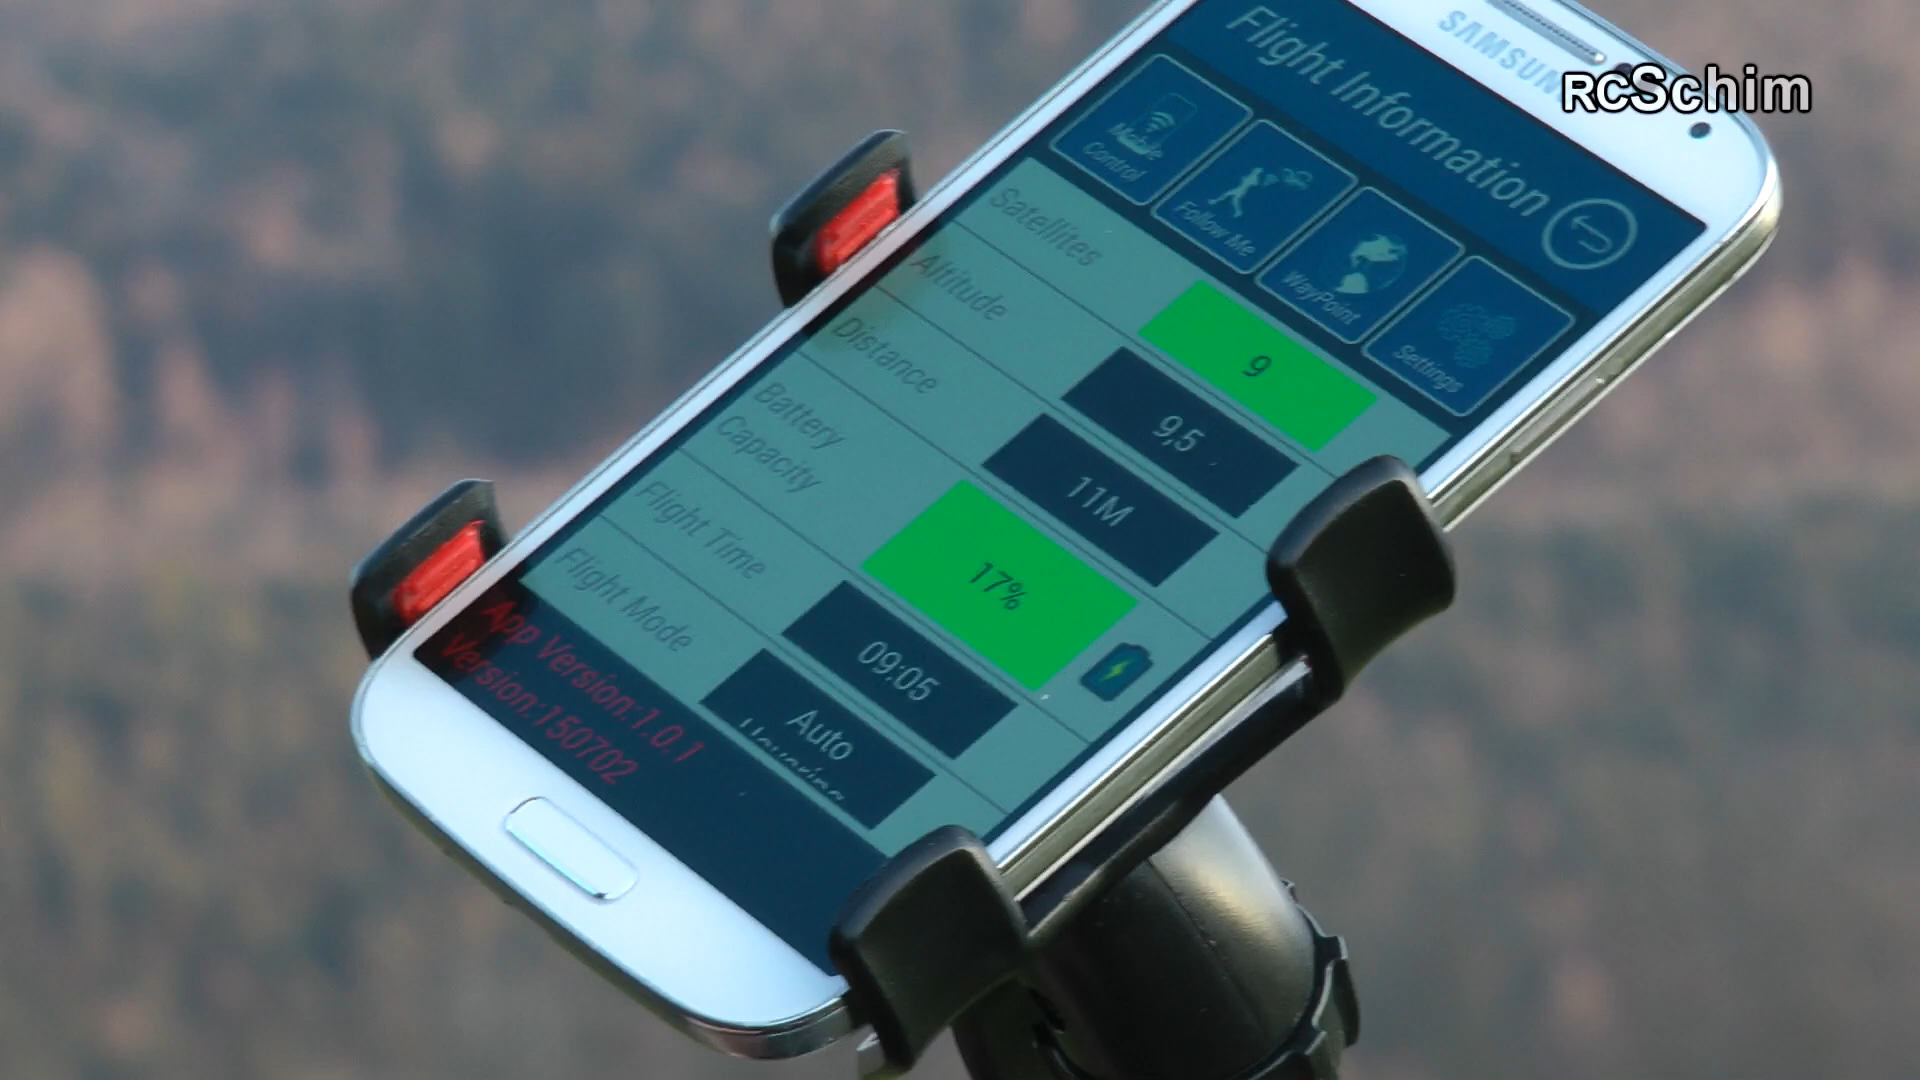 SAMSUNG
RCSchim
Flight Information
Mobile
Control
Follow Me
WayPoint
Settings
Satellites
9
Altitude
9,5
Distance
11M
Battery
Capacity
17%
Flight Time
09:05
Flight Mode
Auto
App Version:1.0.1
Version:150702